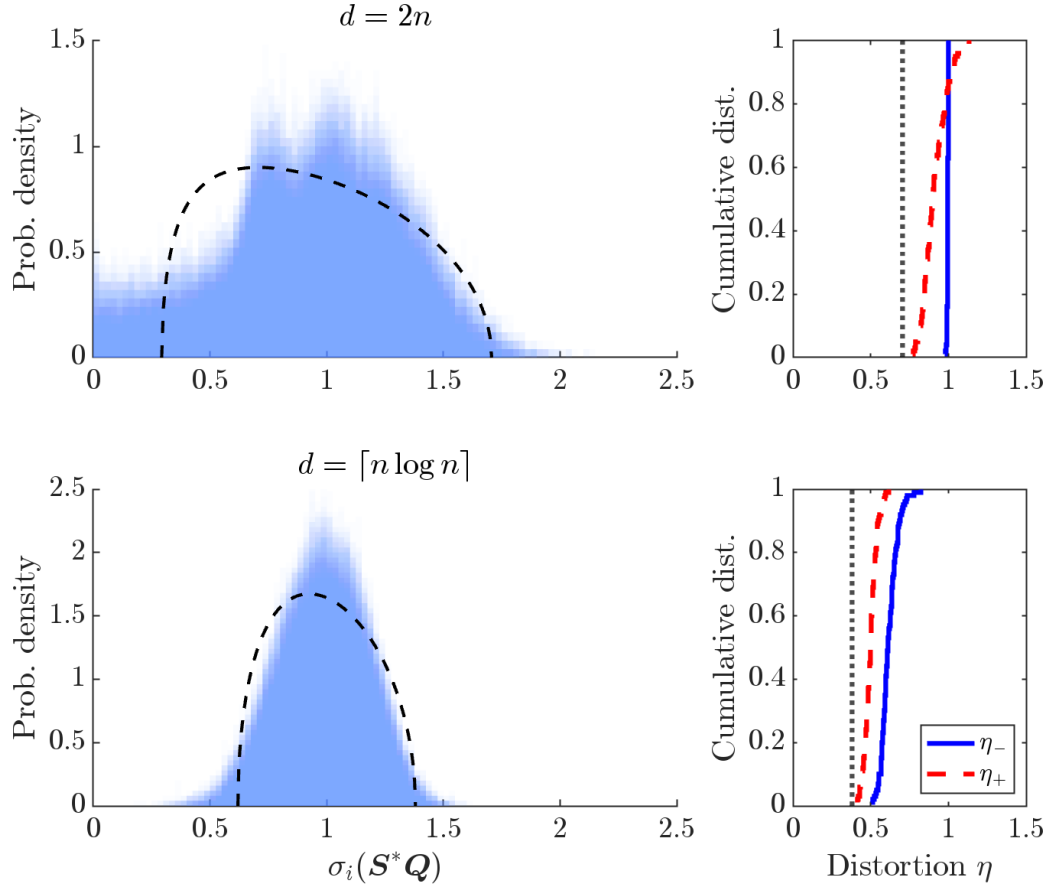 d = 2n
1.5
1
0.5
0
Prob. density
0 0.5 1 1.5 2 2.5
1
0.8
0.6
0.4
0.2
0
Cumulative dist.
0 0.5 1 1.5
d = ⌈n log n⌉
2.5
2
1.5
1
0.5
0
Prob. density
0 0.5 1 1.5 2 2.5
σᵢ(S*Q)
1
0.8
0.6
0.4
0.2
0
Cumulative dist.
η₋
η₊
0 0.5 1 1.5
Distortion η